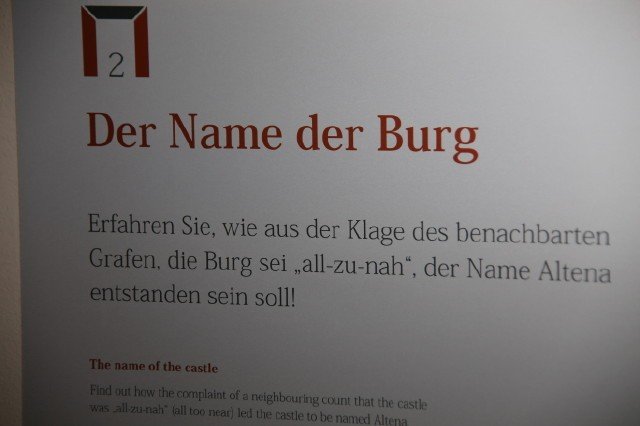 2
Der Name der Burg
Erfahren Sie, wie aus der Klage des benachbarten
Grafen, die Burg sei „all-zu-nah“, der Name Altena
entstanden sein soll!
The name of the castle
Find out how the complaint of a neighbouring count that the castle
was „all-zu-nah” (all too near) led the castle to be named Altena